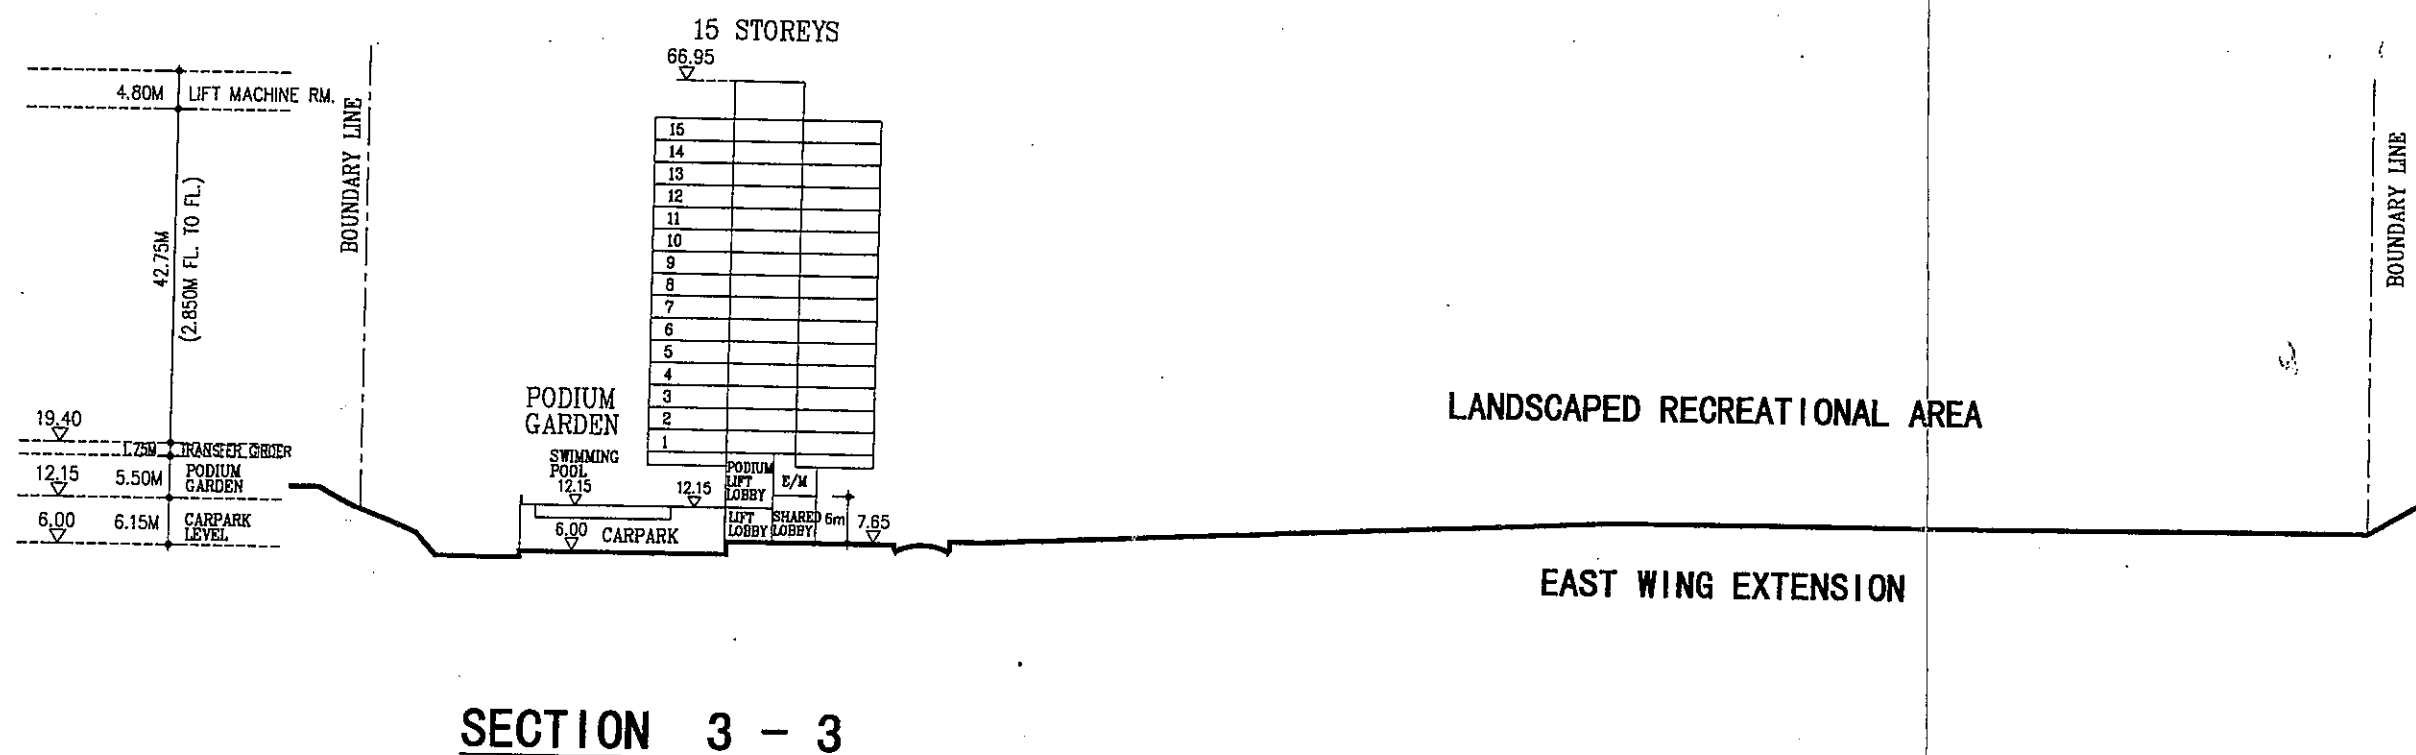 15 STOREYS
66.95
4.80M LIFT MACHINE RM.
BOUNDARY LINE
42.75M
(2.850M FL. TO FL.)
15
14
13
12
11
10
9
8
7
6
5
4
3
2
1
BOUNDARY LINE
PODIUM
GARDEN
LANDSCAPED RECREATIONAL AREA
19.40
1.75M TRANSFER GIRDER
12.15 5.50M PODIUM
GARDEN
6.00 6.15M CARPARK
LEVEL
SWIMMING
POOL
12.15
12.15
PODIUM
LIFT
LOBBY
E/M
6.00 CARPARK
LIFT
LOBBY
SHARED
LOBBY
6m
7.65
EAST WING EXTENSION
SECTION 3 - 3